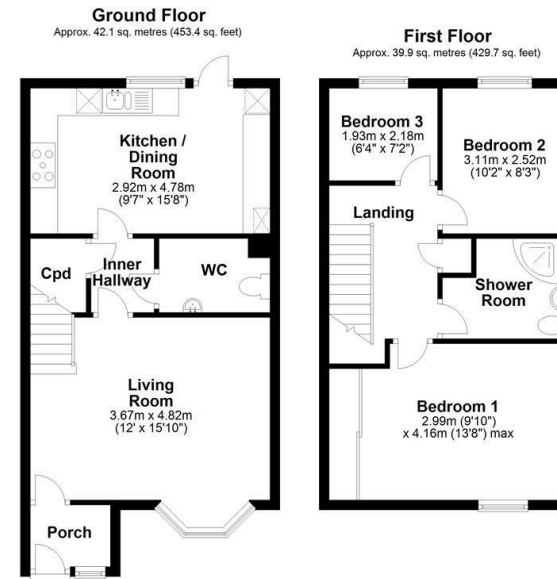 Ground Floor
Approx. 42.1 sq. metres (453.4 sq. feet)
Kitchen /
Dining
Room
2.92m x 4.78m
(9'7" x 15'8")
Cpd
Inner
Hallway
WC
Living
Room
3.67m x 4.82m
(12' x 15'10")
Porch
First Floor
Approx. 39.9 sq. metres (429.7 sq. feet)
Bedroom 3
1.93m x 2.18m
(6'4" x 7'2")
Bedroom 2
3.11m x 2.52m
(10'2" x 8'3")
Landing
Shower
Room
Bedroom 1
2.99m (9'10")
x 4.16m (13'8") max